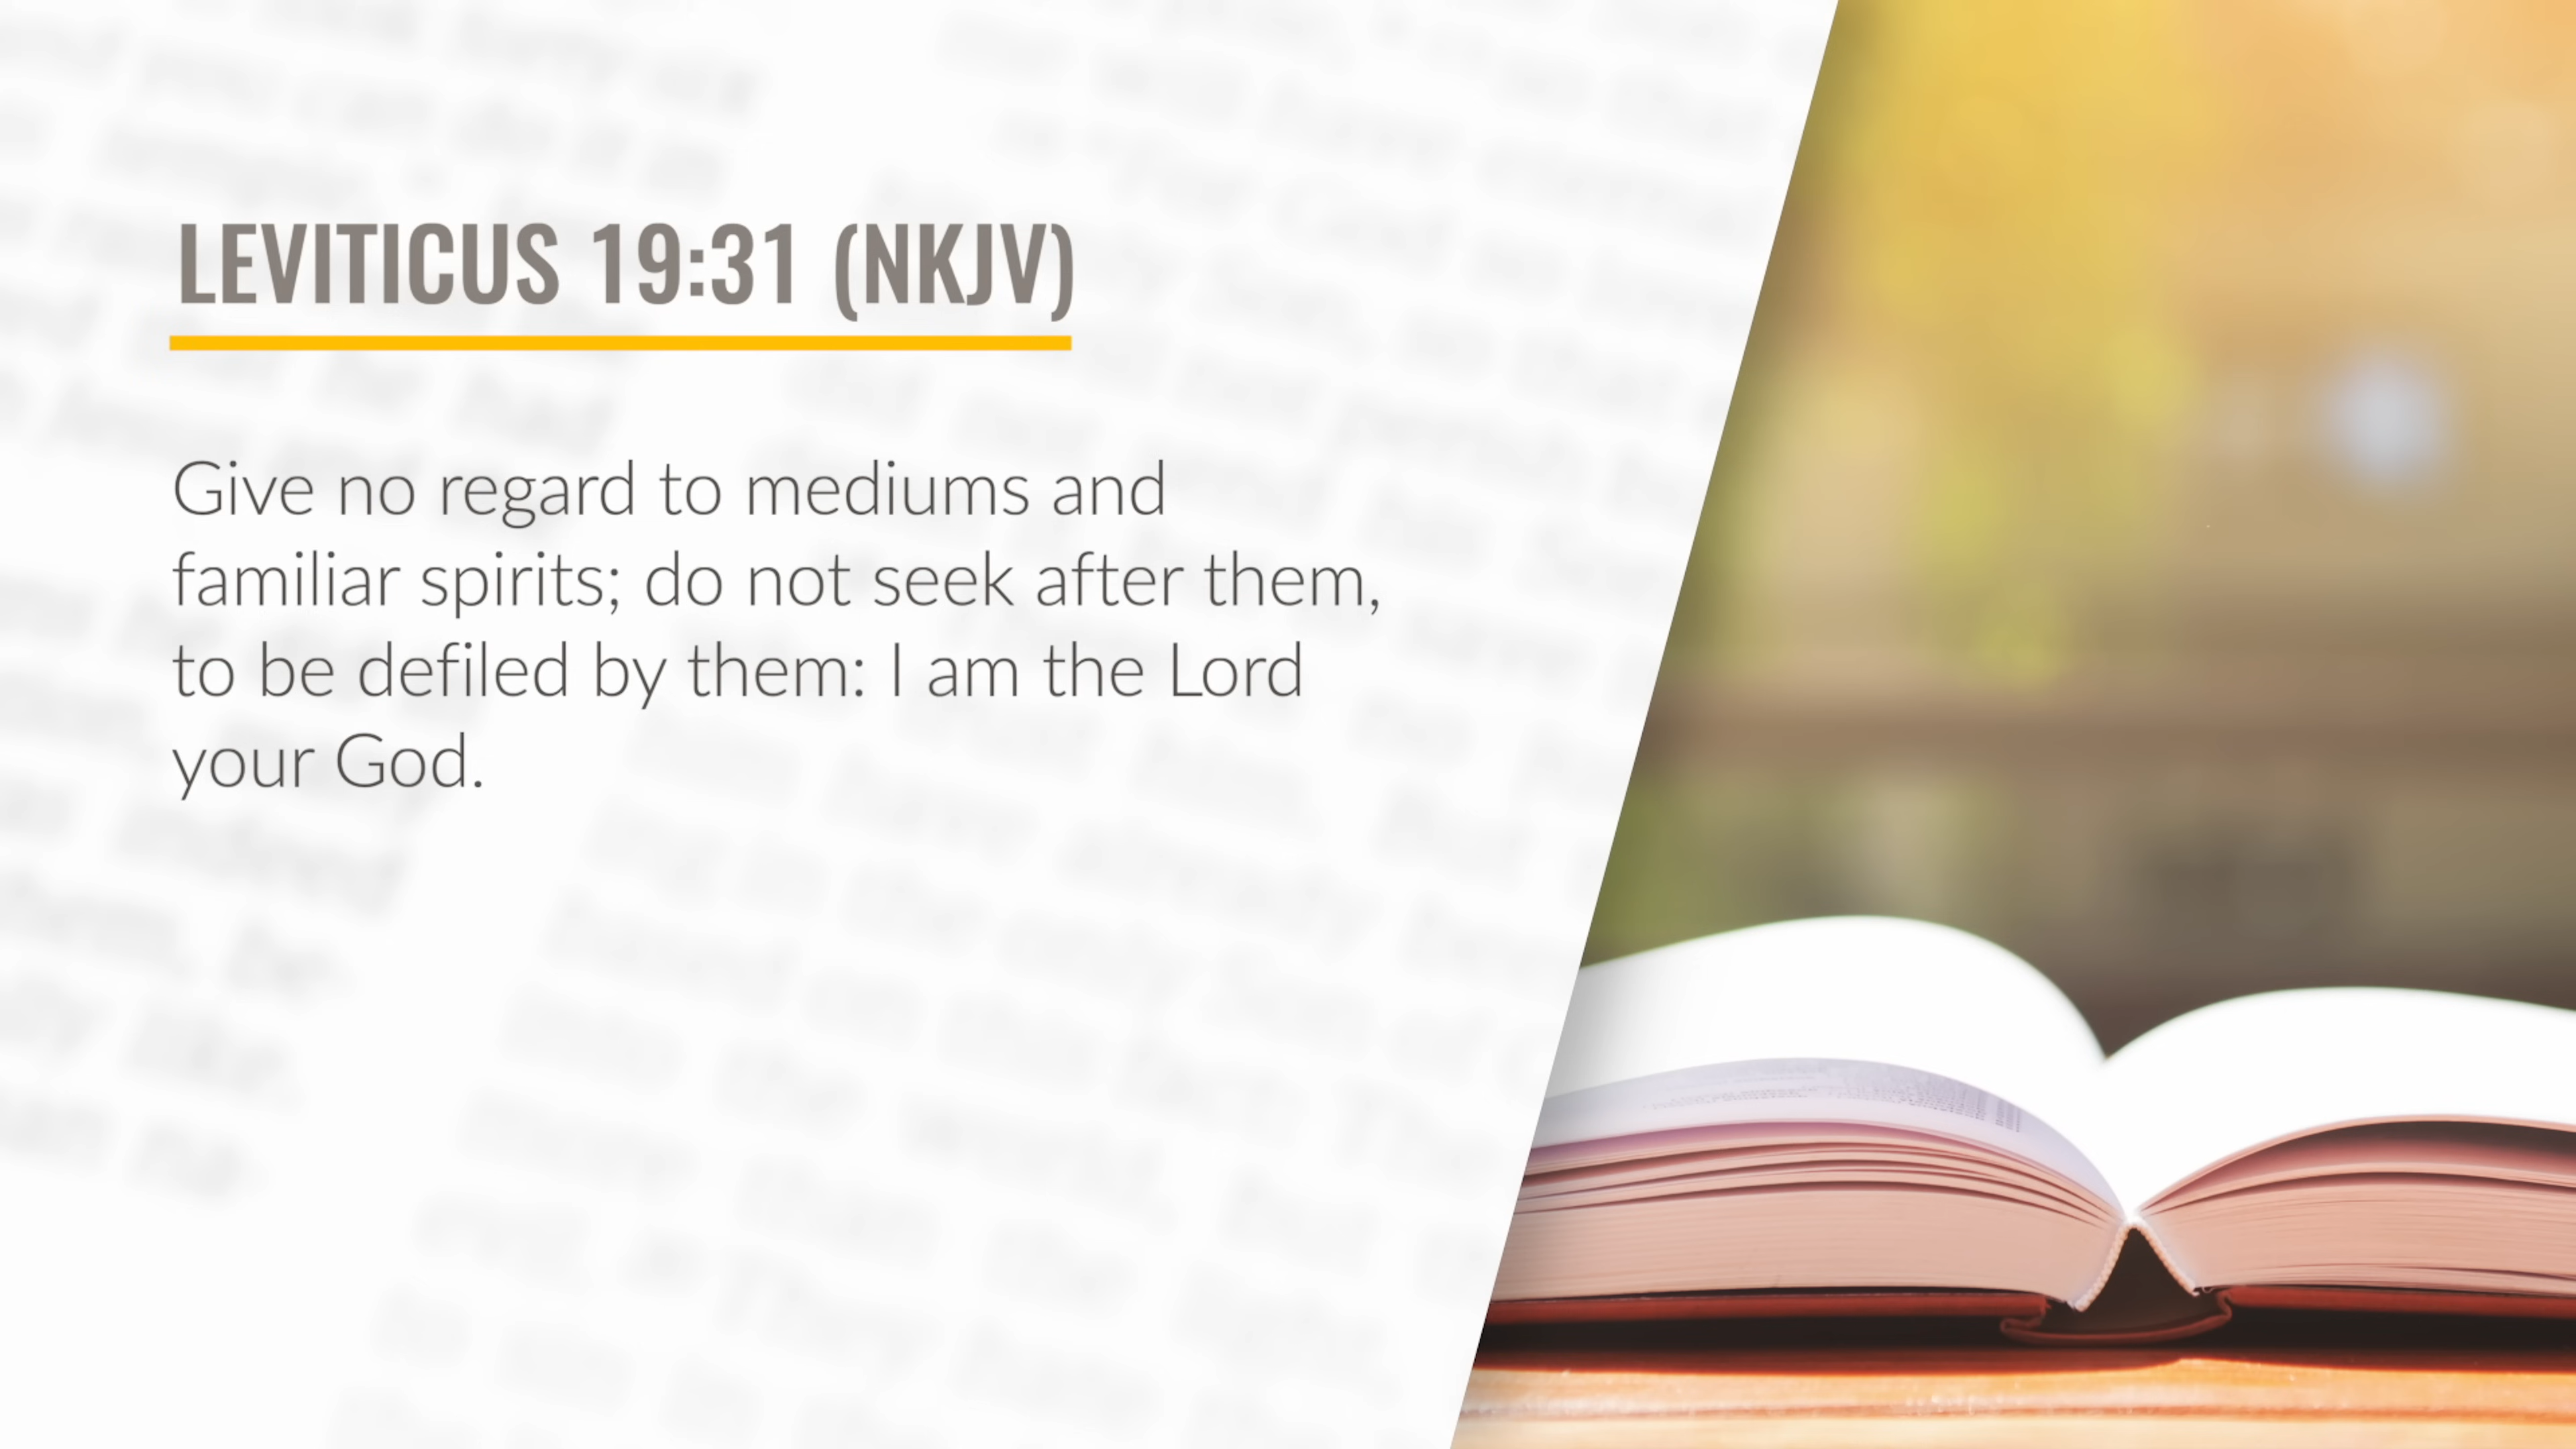 LEVITICUS 19:31 (NKJV)
Give no regard to mediums and
familiar spirits; do not seek after them,
to be defiled by them: I am the Lord
your God.